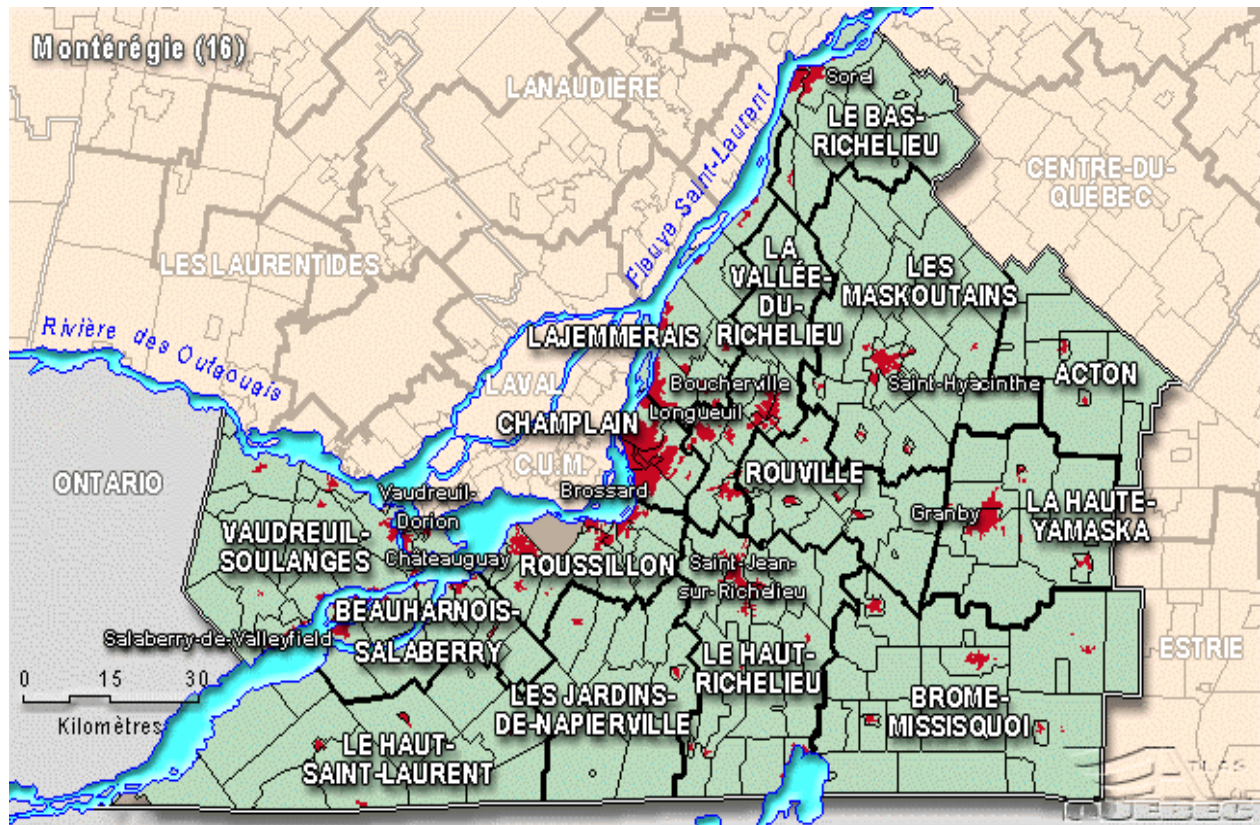 Montérégie (16)
LANAUDIÈRE
Sorel
LE BAS-
RICHELIEU
CENTRE-DU-
QUÉBEC
Fleuve Saint-Laurent
LES LAURENTIDES
LA
VALLÉE-
DU-
RICHELIEU
LES
MASKOUTAINS
Rivière des Outaouais
LAJEMMERAIS
LAVAL
Boucherville
Saint-Hyacinthe
ACTON
CHAMPLAIN
Longueuil
C.U.M.
ROUVILLE
ONTARIO
Brossard
Vaudreuil-
Dorion
Granby
LA HAUTE-
YAMASKA
VAUDREUIL-
SOULANGES
Châteauguay
ROUSSILLON
Saint-Jean-
sur-Richelieu
BEAUHARNOIS-
SALABERRY
Salaberry-de-Valleyfield
ESTRIE
0 15 30
Kilomètres
LES JARDINS-
DE-NAPIERVILLE
LE HAUT-
RICHELIEU
BROME-
MISSISQUOI
LE HAUT-
SAINT-LAURENT
ATLAS
QUÉBEC